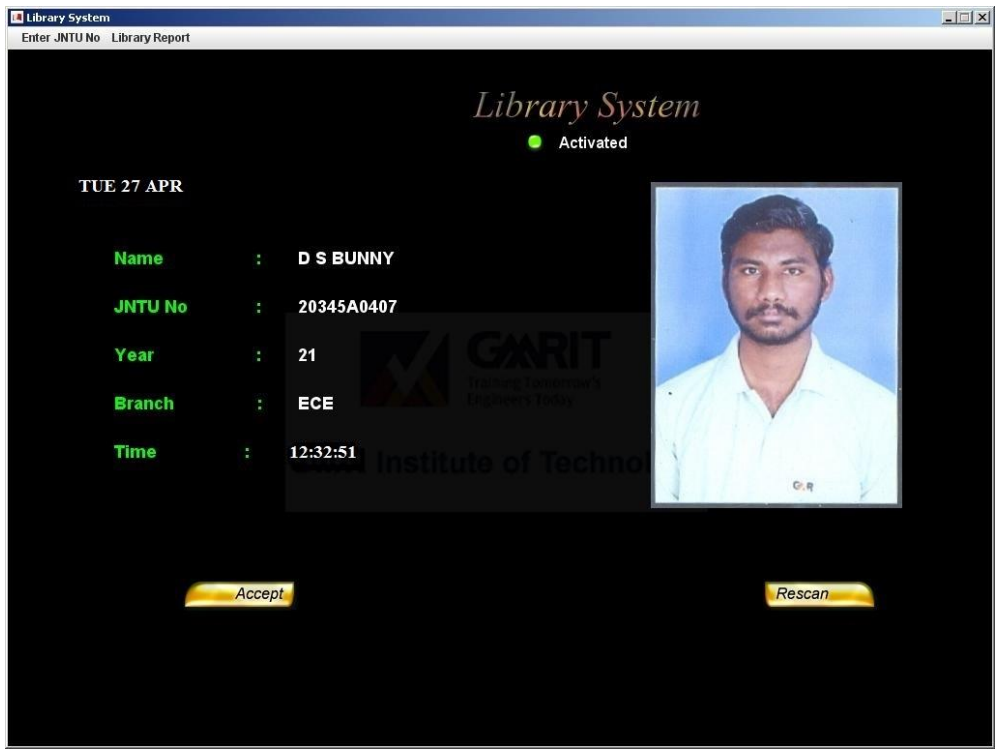 Library System
Enter JNTU No Library Report
Library System
Activated
TUE 27 APR
Name : D S BUNNY
JNTU No : 20345A0407
Year : 21
Branch : ECE
Time : 12:32:51
GMRIT
Training Tomorrow's
Engineers Today
Institute of Technol
GMR
Accept
Rescan